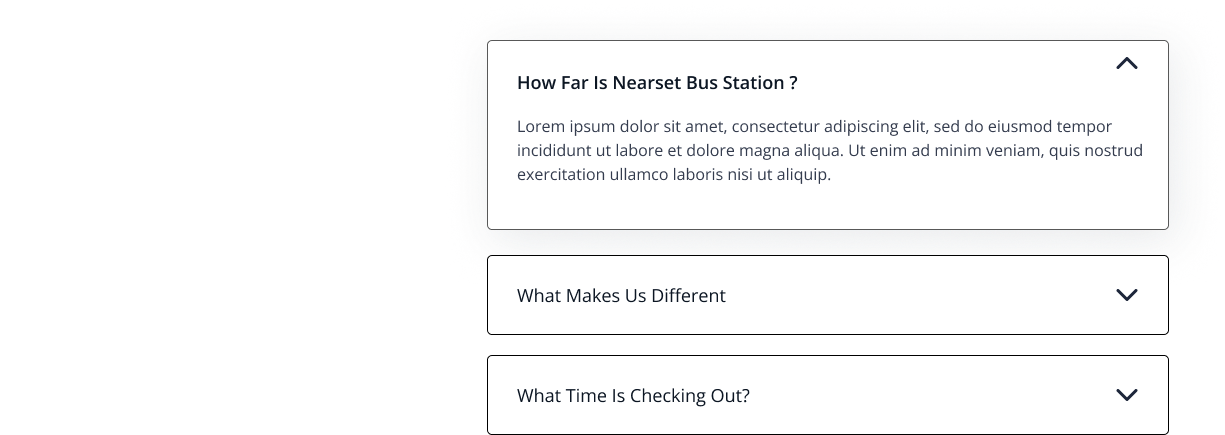 How Far Is Nearset Bus Station ?
Lorem ipsum dolor sit amet, consectetur adipiscing elit, sed do eiusmod tempor
incididunt ut labore et dolore magna aliqua. Ut enim ad minim veniam, quis nostrud
exercitation ullamco laboris nisi ut aliquip.
What Makes Us Different
What Time Is Checking Out?